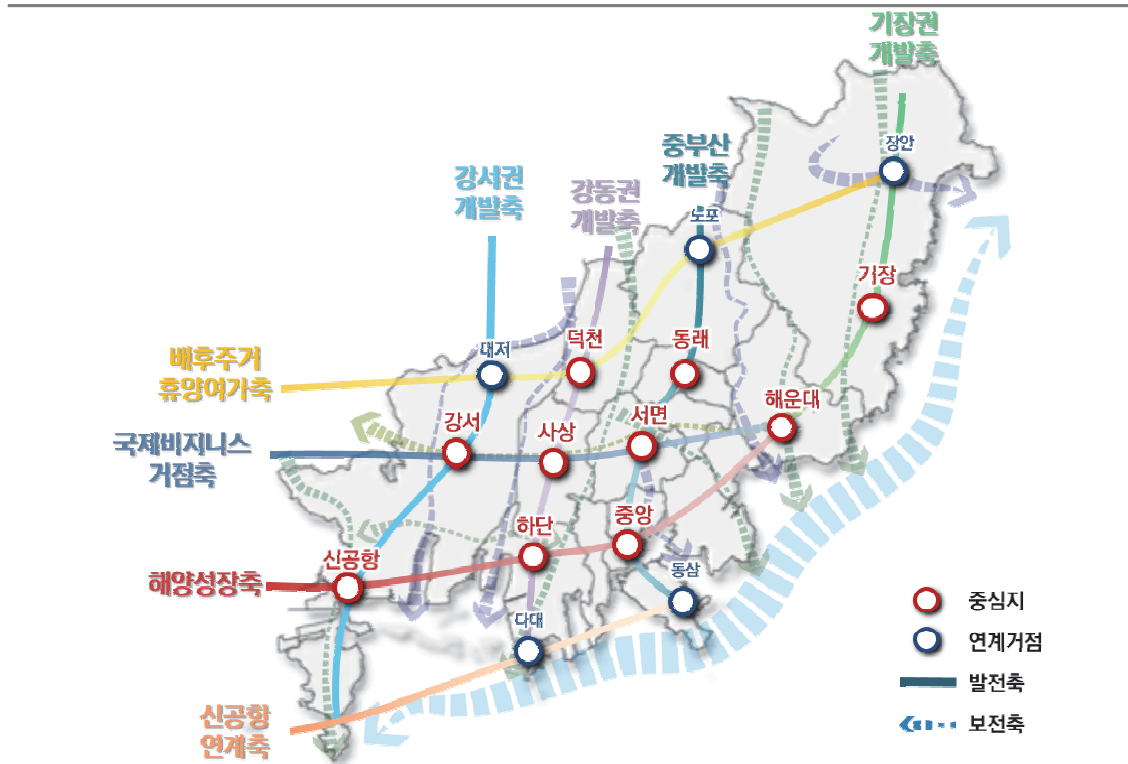 기장권
개발축
중부산
개발축
강서권
개발축
강동권
개발축
장안
노포
기장
대저
덕천
동래
배후주거
휴양여가축
해운대
강서
사상
서면
국제비지니스
거점축
하단
중앙
신공항
해양성장축
동삼
다대
신공항
연계축
중심지
연계거점
발전축
보전축